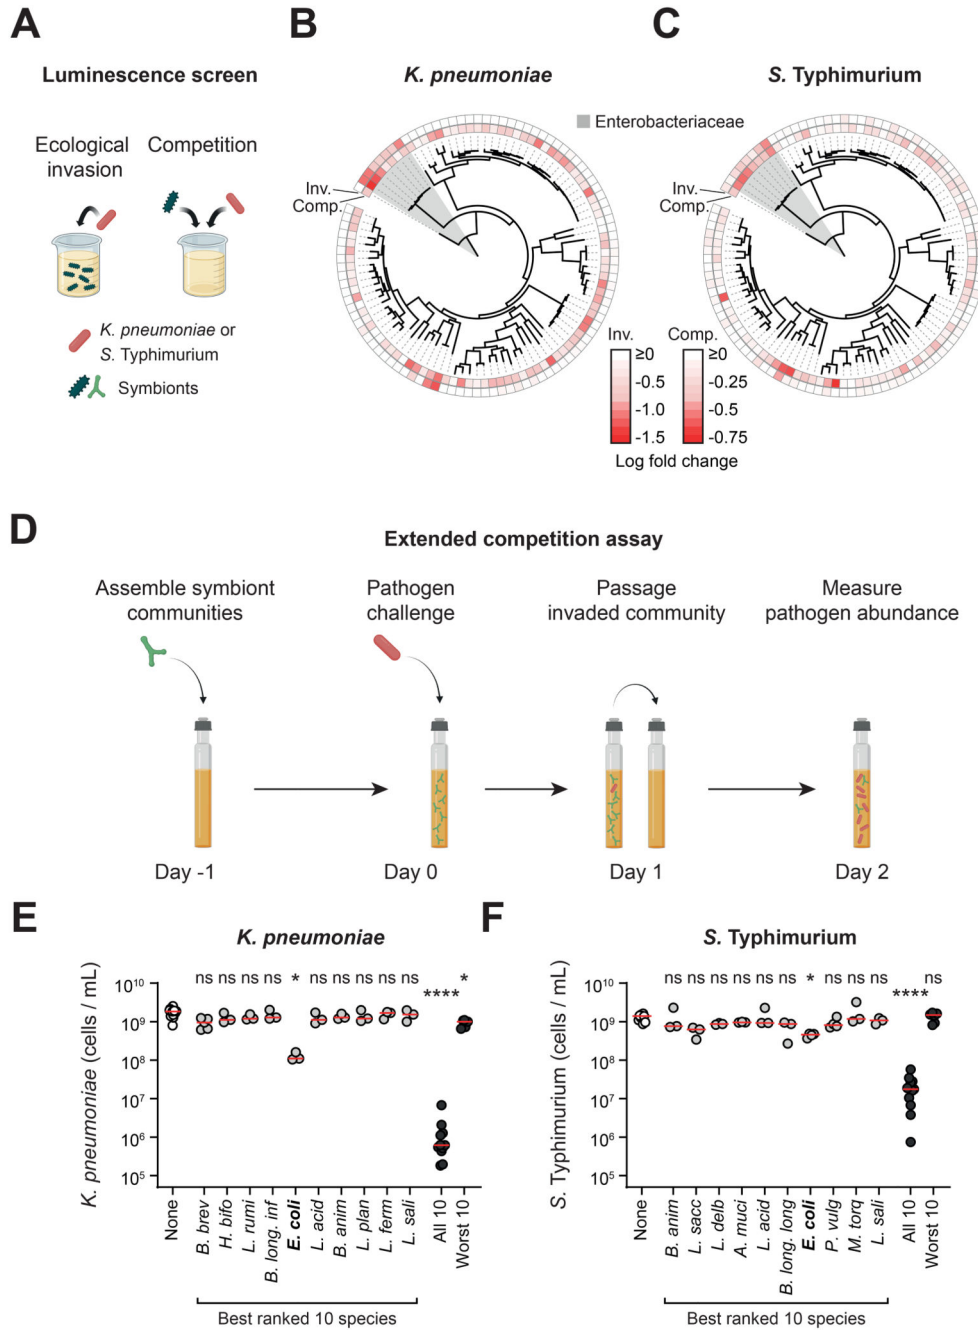 A
B
C
Luminescence screen
K. pneumoniae
S. Typhimurium
Enterobacteriaceae
Ecological
invasion
Competition
Inv.
Comp.
Inv.
Comp.
K. pneumoniae or
S. Typhimurium
Symbionts
Inv.
Comp.
≥0
≥0
-0.5
-0.25
-1.0
-0.5
-1.5
-0.75
Log fold change
D
Extended competition assay
Assemble symbiont
communities
Pathogen
challenge
Passage
invaded community
Measure
pathogen abundance
Day -1
Day 0
Day 1
Day 2
E
K. pneumoniae
K. pneumoniae (cells / mL)
10¹⁰
10⁹
10⁸
10⁷
10⁶
10⁵
ns ns ns ns * ns ns ns ns ns **** *
None
B. brev
H. bifo
L. rumi
B. long. inf
E. coli
L. acid
B. anim
L. plan
L. ferm
L. sali
All 10
Worst 10
Best ranked 10 species
F
S. Typhimurium
S. Typhimurium (cells / mL)
10¹⁰
10⁹
10⁸
10⁷
10⁶
10⁵
ns ns ns ns ns ns * ns ns ns **** ns
None
B. anim
L. sacc
L. delb
A. muci
L. acid
B. long. long
E. coli
P. vulg
M. torq
L. sali
All 10
Worst 10
Best ranked 10 species